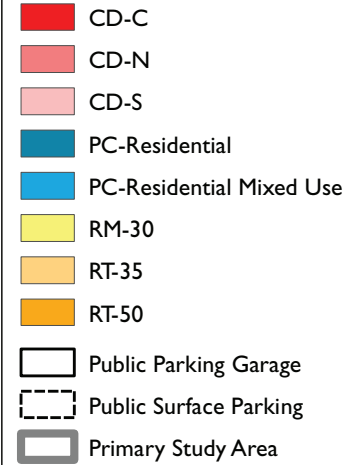 CD-C
CD-N
CD-S
PC-Residential
PC-Residential Mixed Use
RM-30
RT-35
RT-50
Public Parking Garage
Public Surface Parking
Primary Study Area